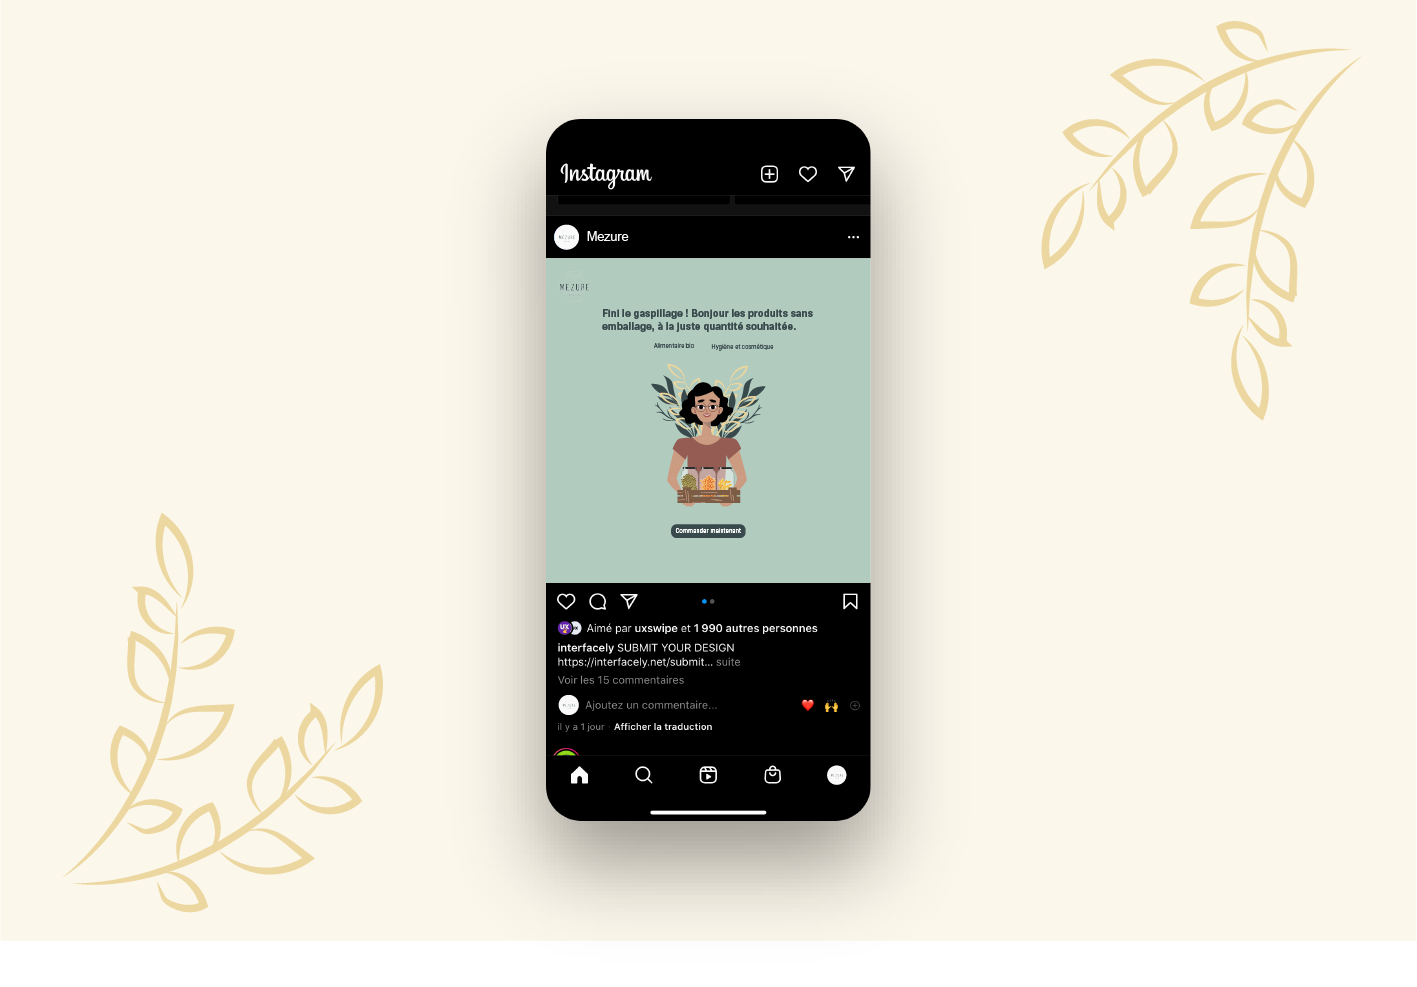 Instagram
Mezure
MEZURE
Fini le gaspillage ! Bonjour les produits sans
emballage, à la juste quantité souhaitée.
Alimentaire bio
Hygiène et cosmétique
Commander maintenant
UX
Aimé par uxswipe et 1 990 autres personnes
interfacely SUBMIT YOUR DESIGN
https://interfacely.net/submit... suite
Voir les 15 commentaires
Ajoutez un commentaire...
il y a 1 jour · Afficher la traduction